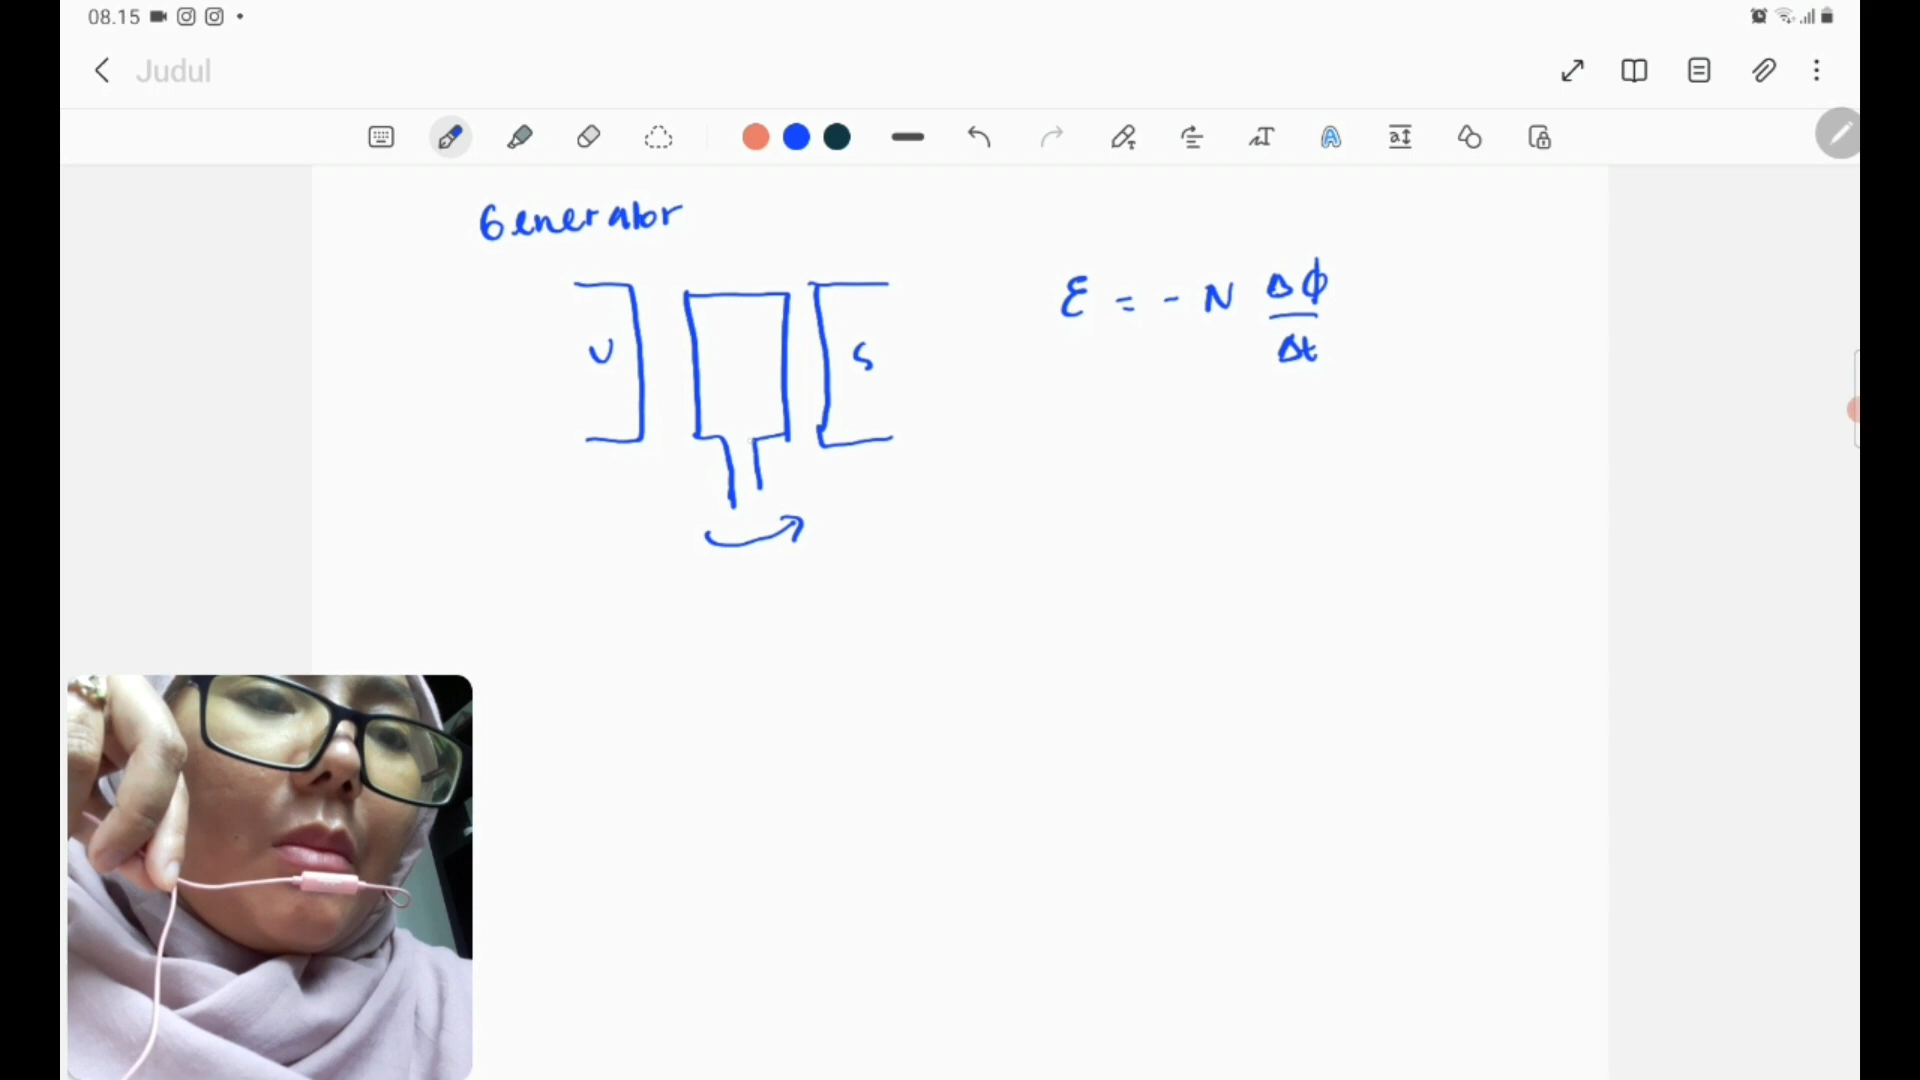 08.15
Judul
Generator
U
S
ε = - N Δϕ
Δt